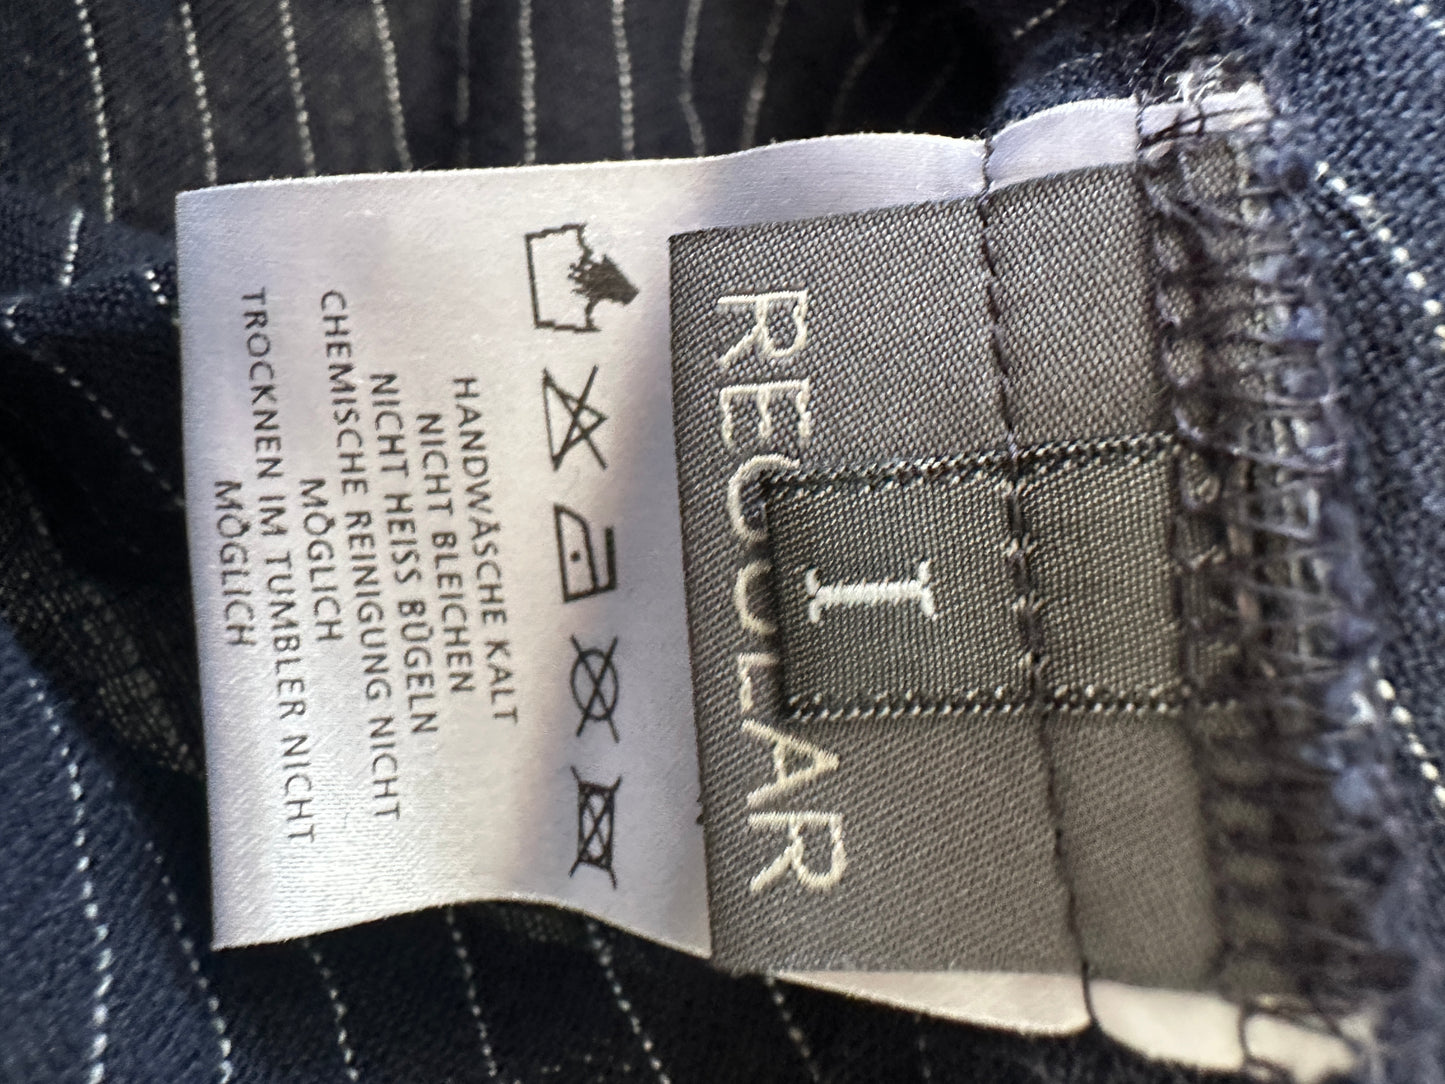 REGULAR
I
HANDWÄSCHE KALT
NICHT BLEICHEN
NICHT HEISS BÜGELN
CHEMISCHE REINIGUNG NICHT
MÖGLICH
TROCKNEN IM TUMBLER NICHT
MÖGLICH